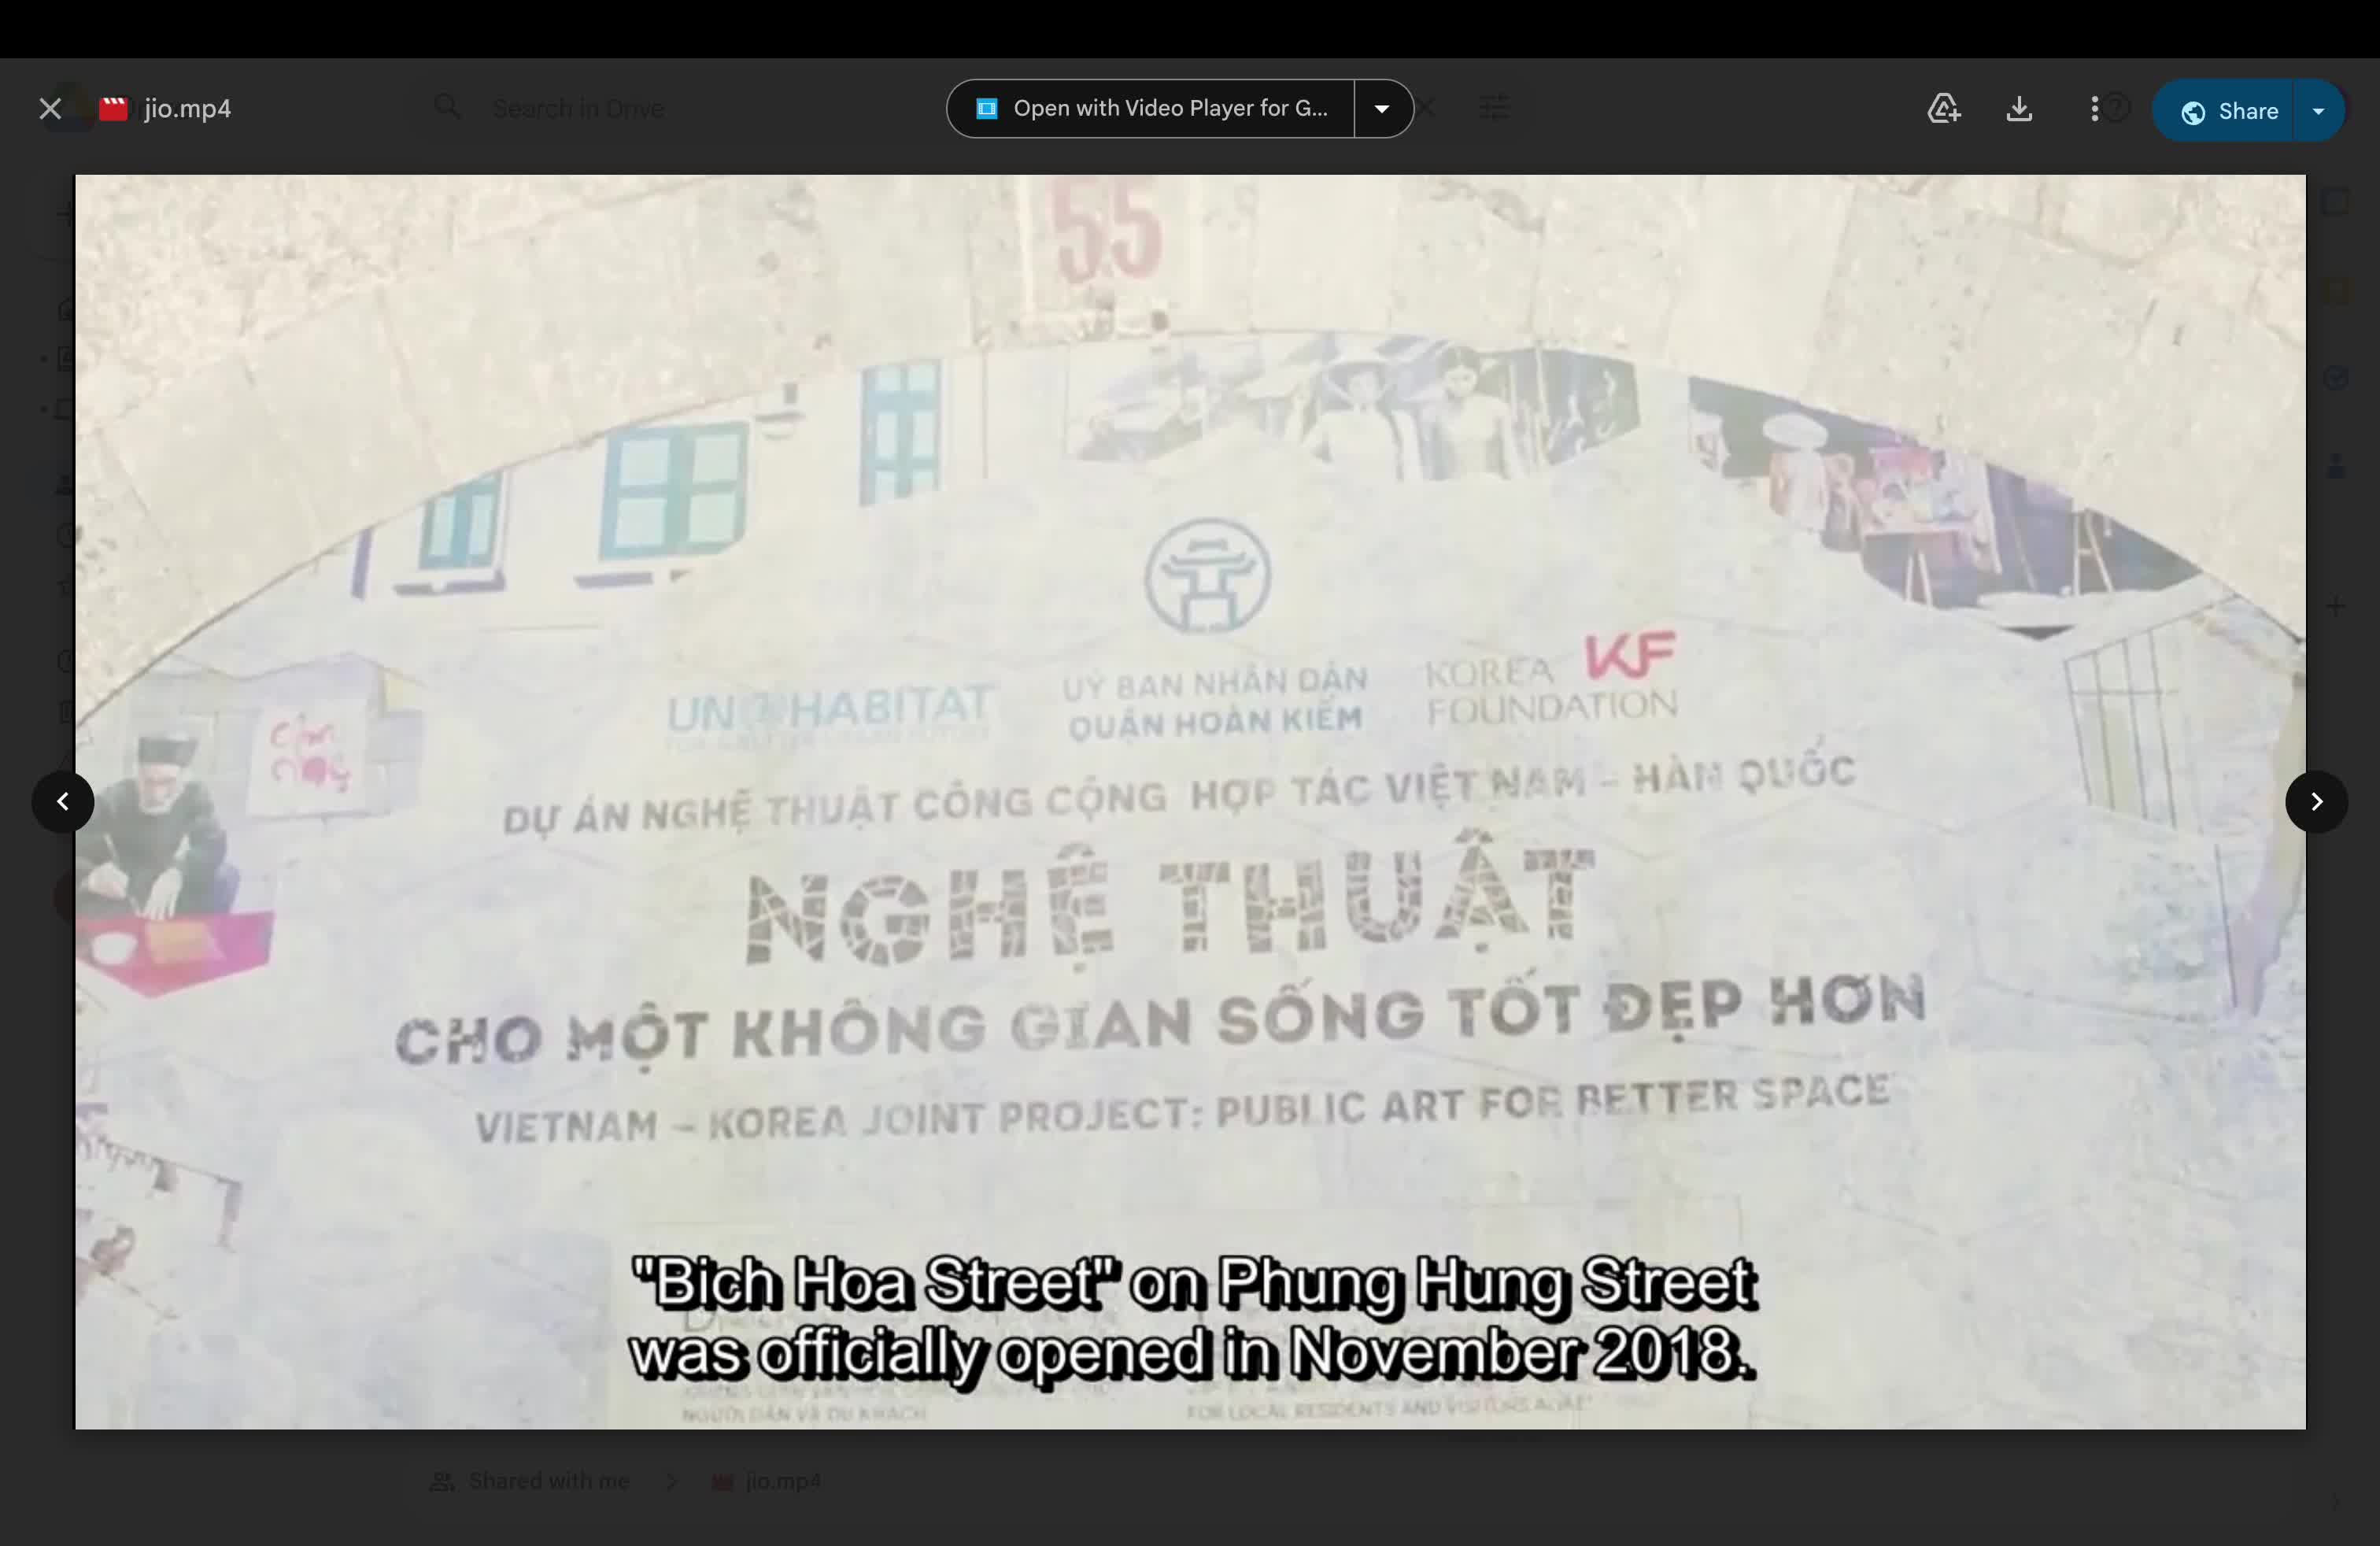 jio.mp4
Search in Drive
Open with Video Player for G...
Share
55
UN HABITAT
UỶ BAN NHÂN DÂN
QUẬN HOÀN KIẾM
KOREA KF
FOUNDATION
DỰ ÁN NGHỆ THUẬT CÔNG CỘNG HỢP TÁC VIỆT NAM – HÀN QUỐC
NGHỆ THUẬT
CHO MỘT KHÔNG GIAN SỐNG TỐT ĐẸP HƠN
VIETNAM – KOREA JOINT PROJECT: PUBLIC ART FOR BETTER SPACE
"Bich Hoa Street" on Phung Hung Street
was officially opened in November 2018.
NGƯỜI DÂN VÀ DU KHÁCH
FOR LOCAL RESIDENTS AND VISITORS ALIKE
Shared with me
jio.mp4